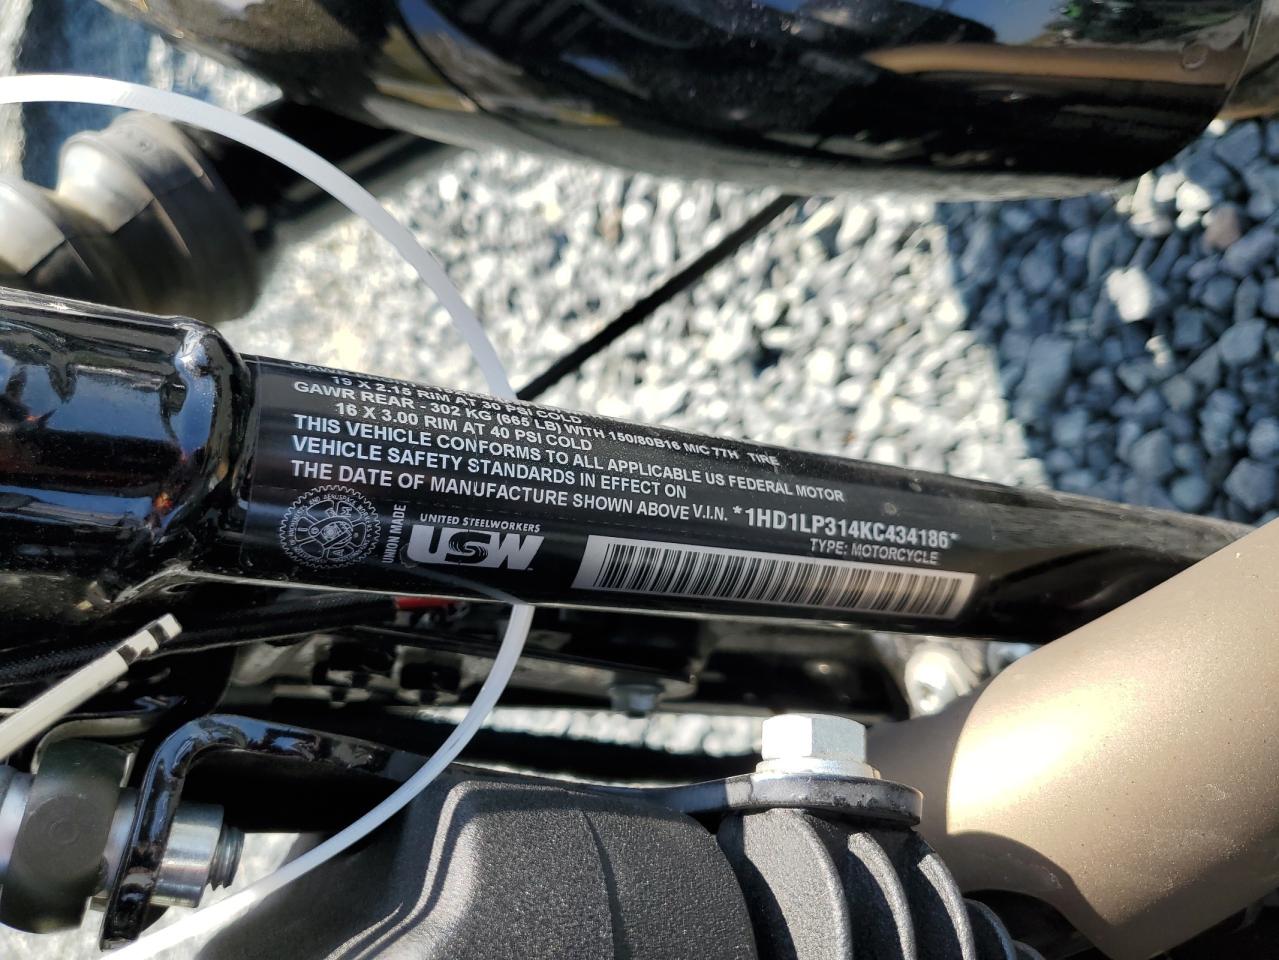 19 X 2.15 RIM AT 30 PSI COLD
GAWR REAR - 302 KG (665 LB) WITH 150/80B16 M/C 77H TIRE
16 X 3.00 RIM AT 40 PSI COLD
THIS VEHICLE CONFORMS TO ALL APPLICABLE US FEDERAL MOTOR
VEHICLE SAFETY STANDARDS IN EFFECT ON
THE DATE OF MANUFACTURE SHOWN ABOVE V.I.N. *1HD1LP314KC434186*
TYPE: MOTORCYCLE
UNION MADE
UNITED STEELWORKERS
USW